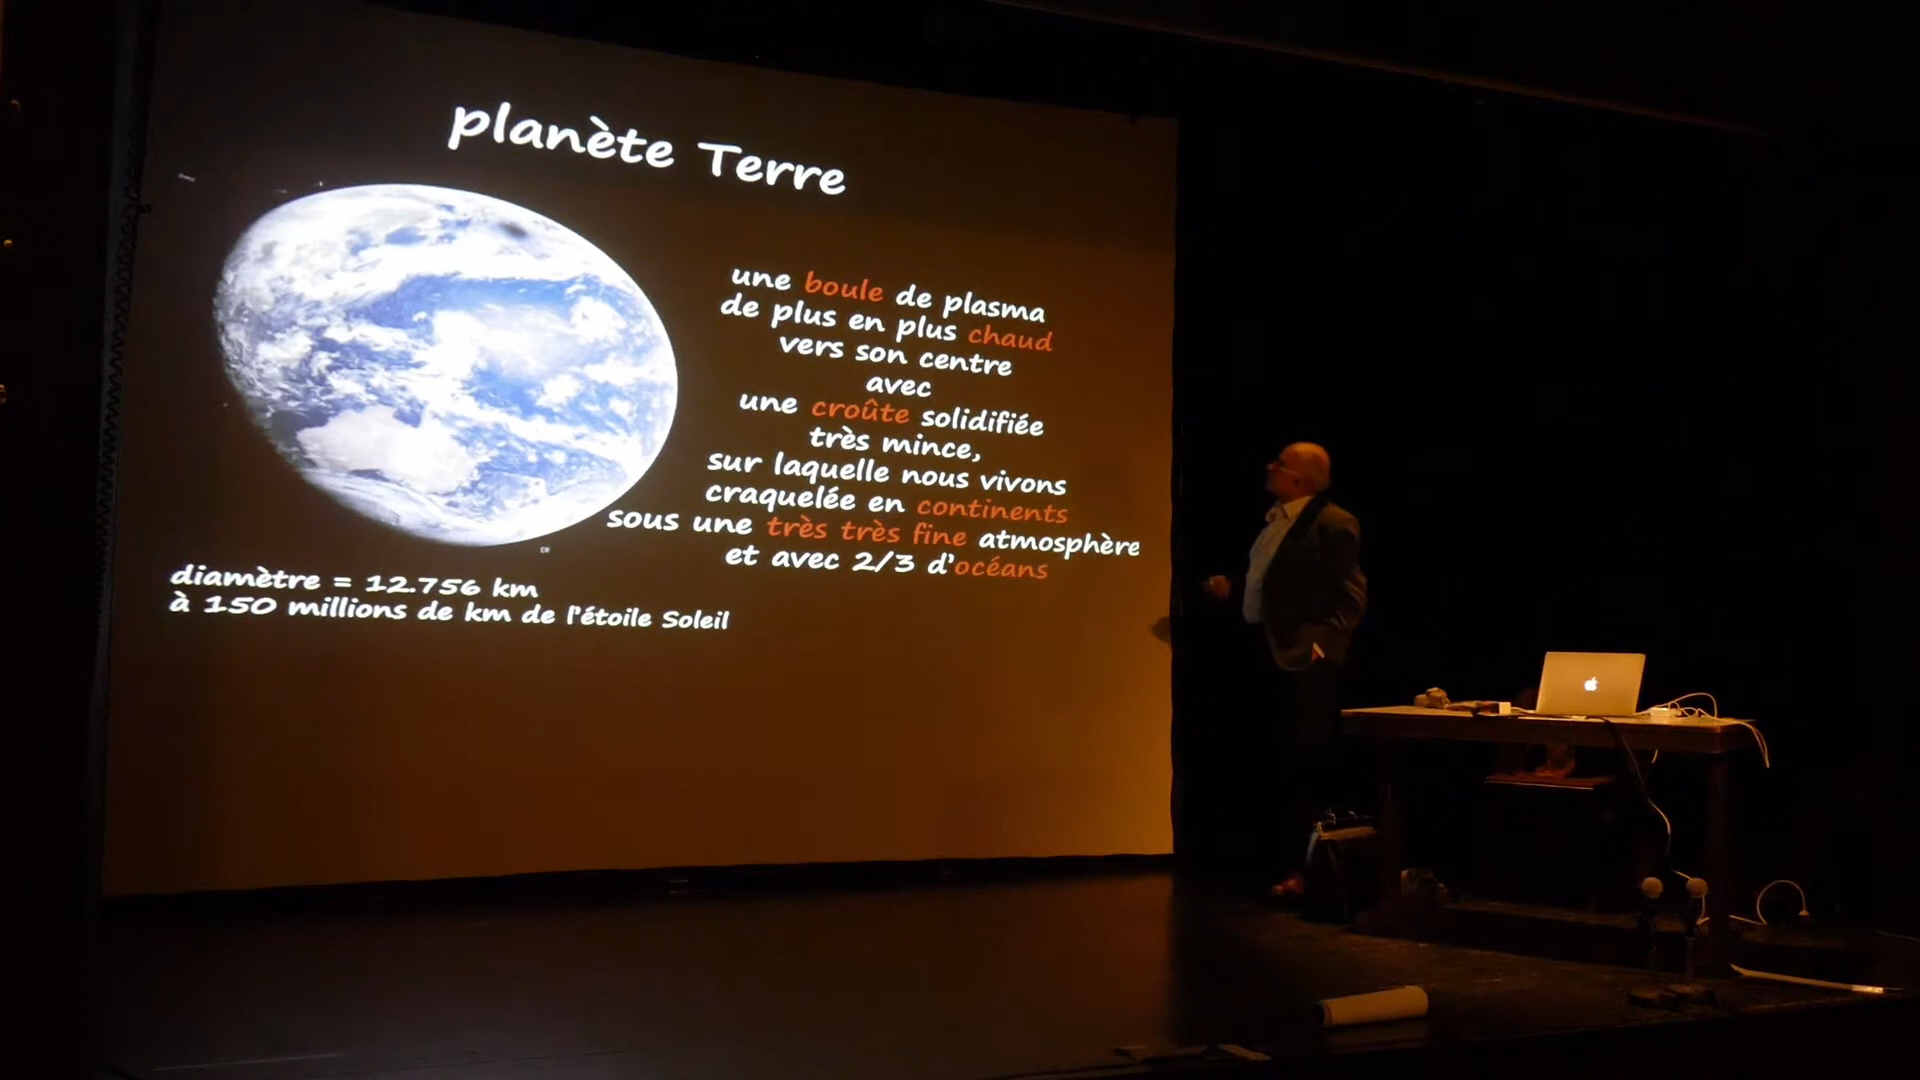 planète Terre
une boule de plasma
de plus en plus chaud
vers son centre
avec
une croûte solidifiée
très mince,
sur laquelle nous vivons
craquelée en continents
sous une très très fine atmosphère
et avec 2/3 d'océans
diamètre = 12.756 km
à 150 millions de km de l'étoile Soleil